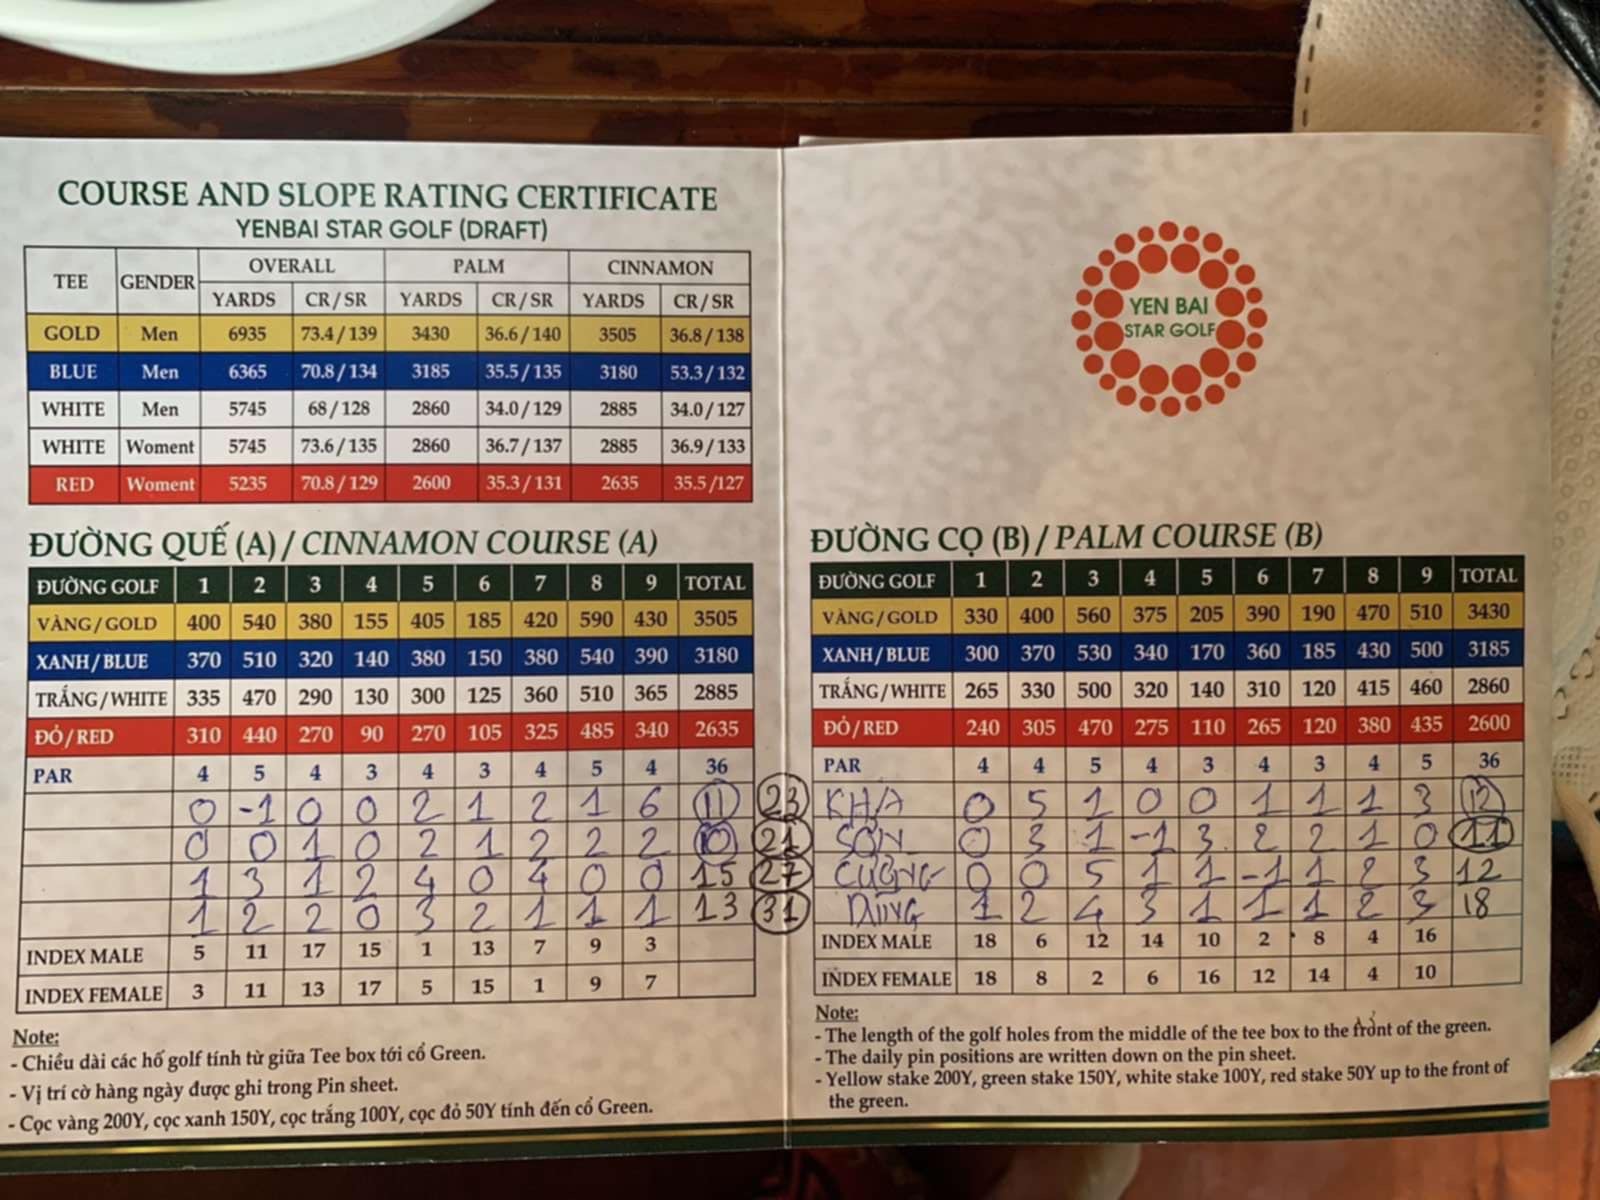 COURSE AND SLOPE RATING CERTIFICATE
YENBAI STAR GOLF (DRAFT)
TEE GENDER OVERALL PALM CINNAMON
YARDS CR/SR YARDS CR/SR YARDS CR/SR
GOLD Men 6935 73.4/139 3430 36.6/140 3505 36.8/138
BLUE Men 6365 70.8/134 3185 35.5/135 3180 53.3/132
WHITE Men 5745 68/128 2860 34.0/129 2885 34.0/127
WHITE Woment 5745 73.6/135 2860 36.7/137 2885 36.9/133
RED Woment 5235 70.8/129 2600 35.3/131 2635 35.5/127
YEN BAI
STAR GOLF
ĐƯỜNG QUẾ (A) / CINNAMON COURSE (A)
ĐƯỜNG GOLF 1 2 3 4 5 6 7 8 9 TOTAL
VÀNG/GOLD 400 540 380 155 405 185 420 590 430 3505
XANH/BLUE 370 510 320 140 380 150 380 540 390 3180
TRẮNG/WHITE 335 470 290 130 300 125 360 510 365 2885
ĐỎ/RED 310 440 270 90 270 105 325 485 340 2635
PAR 4 5 4 3 4 3 4 5 4 36
0 -1 0 0 2 1 2 1 6 11 23
0 0 1 0 2 1 2 2 2 10 21
1 3 1 2 4 0 4 0 0 15 27
1 2 2 0 3 2 1 1 1 13 31
INDEX MALE 5 11 17 15 1 13 7 9 3
INDEX FEMALE 3 11 13 17 5 15 1 9 7
Note:
- Chiều dài các hố golf tính từ giữa Tee box tới cổ Green.
- Vị trí cờ hàng ngày được ghi trong Pin sheet.
- Cọc vàng 200Y, cọc xanh 150Y, cọc trắng 100Y, cọc đỏ 50Y tính đến cổ Green.
ĐƯỜNG CỌ (B) / PALM COURSE (B)
ĐƯỜNG GOLF 1 2 3 4 5 6 7 8 9 TOTAL
VÀNG/GOLD 330 400 560 375 205 390 190 470 510 3430
XANH/BLUE 300 370 530 340 170 360 185 430 500 3185
TRẮNG/WHITE 265 330 500 320 140 310 120 415 460 2860
ĐỎ/RED 240 305 470 275 110 265 120 380 435 2600
PAR 4 4 5 4 3 4 3 4 5 36
KHA 0 5 1 0 0 1 1 1 3 12
SƠN 0 3 1 -1 3 2 2 1 0 11
CƯỜNG 0 0 5 1 1 -1 1 2 3 12
DŨNG 1 2 4 3 1 1 1 2 3 18
INDEX MALE 18 6 12 14 10 2 8 4 16
INDEX FEMALE 18 8 2 6 16 12 14 4 10
Note:
- The length of the golf holes from the middle of the tee box to the front of the green.
- The daily pin positions are written down on the pin sheet.
- Yellow stake 200Y, green stake 150Y, white stake 100Y, red stake 50Y up to the front of
the green.